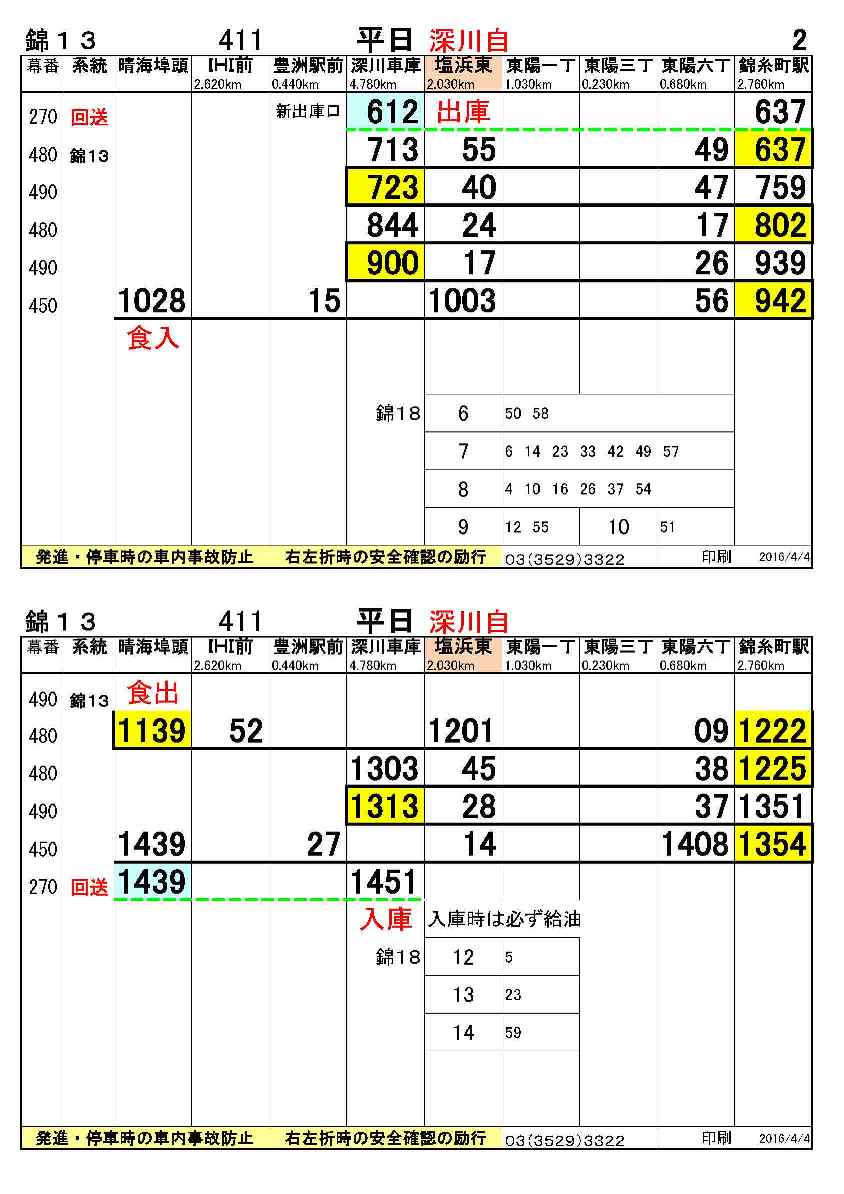 錦１３ 411 平日 深川自 2
幕番 系統 晴海埠頭 IHI前 豊洲駅前 深川車庫 塩浜東 東陽一丁 東陽三丁 東陽六丁 錦糸町駅
2.620km 0.440km 4.780km 2.030km 1.030km 0.230km 0.680km 2.760km
270 回送 新出庫口 612 出庫 637
480 錦13 713 55 49 637
490 723 40 47 759
480 844 24 17 802
490 900 17 26 939
450 1028 15 1003 56 942
食入
錦18 6 50 58
7 6 14 23 33 42 49 57
8 4 10 16 26 37 54
9 12 55 10 51
発進・停車時の車内事故防止 右左折時の安全確認の励行 03(3529)3322 印刷 2016/4/4
錦１３ 411 平日 深川自
幕番 系統 晴海埠頭 IHI前 豊洲駅前 深川車庫 塩浜東 東陽一丁 東陽三丁 東陽六丁 錦糸町駅
2.620km 0.440km 4.780km 2.030km 1.030km 0.230km 0.680km 2.760km
490 錦13 食出
480 1139 52 1201 09 1222
480 1303 45 38 1225
490 1313 28 37 1351
450 1439 27 14 1408 1354
270 回送 1439 1451
入庫 入庫時は必ず給油
錦18 12 5
13 23
14 59
発進・停車時の車内事故防止 右左折時の安全確認の励行 03(3529)3322 印刷 2016/4/4